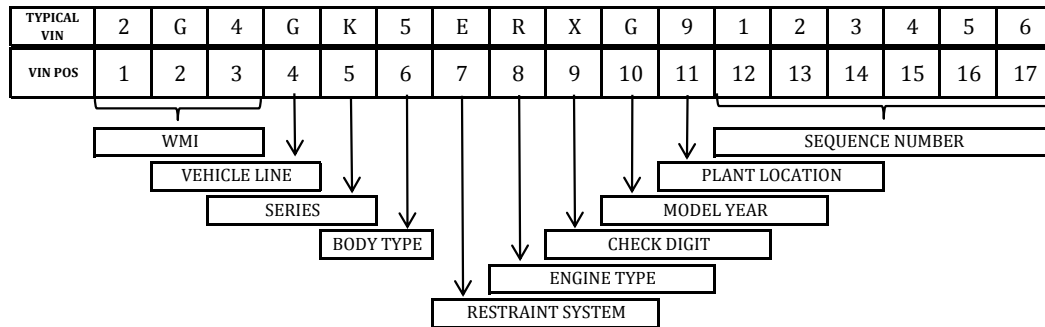 TYPICAL VIN 2 G 4 G K 5 E R X G 9 1 2 3 4 5 6
VIN POS 1 2 3 4 5 6 7 8 9 10 11 12 13 14 15 16 17
WMI SEQUENCE NUMBER
VEHICLE LINE PLANT LOCATION
SERIES MODEL YEAR
BODY TYPE CHECK DIGIT
ENGINE TYPE
RESTRAINT SYSTEM